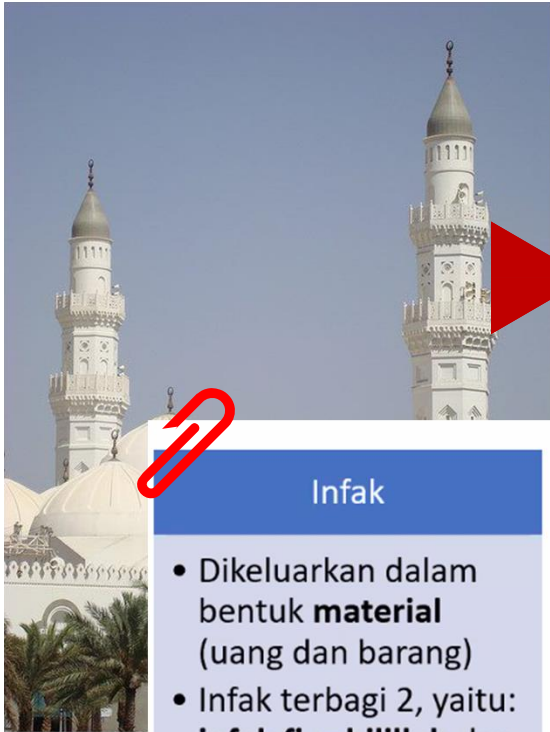 Infak
• Dikeluarkan dalam
bentuk material
(uang dan barang)
• Infak terbagi 2, yaitu: